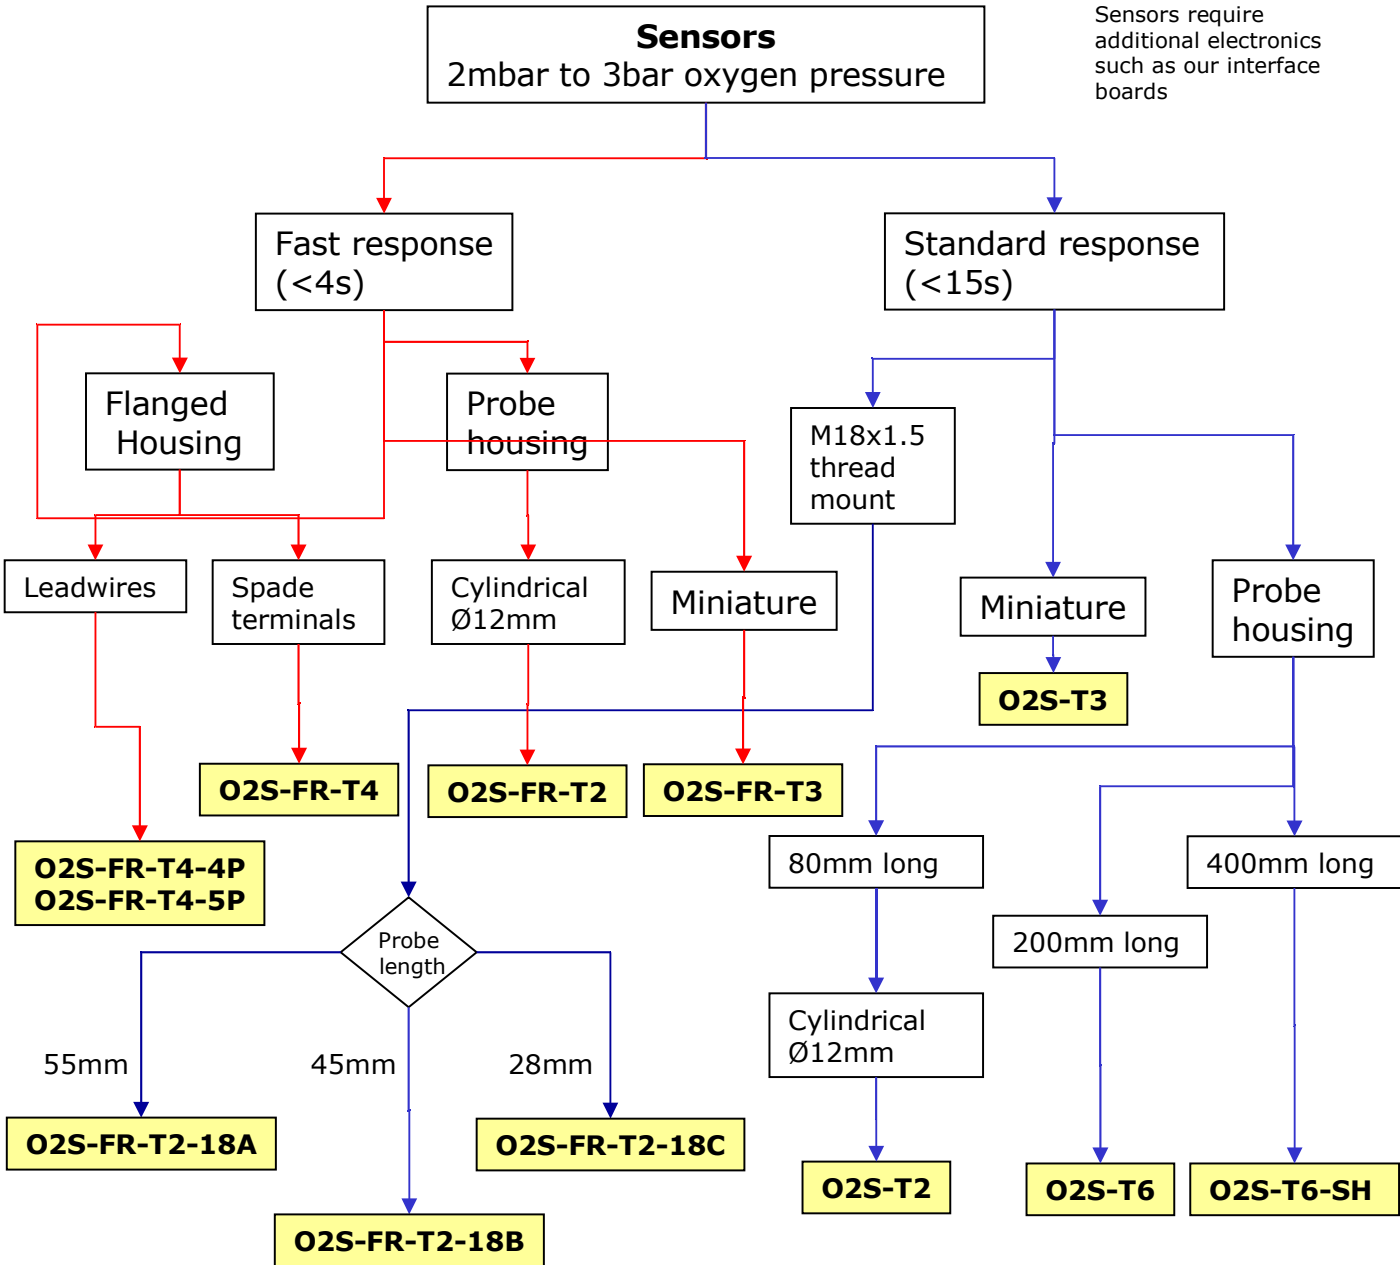 Sensors
2mbar to 3bar oxygen pressure
Sensors require
additional electronics
such as our interface
boards
Fast response
(<4s)
Standard response
(<15s)
Flanged
Housing
Probe
housing
M18x1.5
thread
mount
Leadwires
Spade
terminals
Cylindrical
Ø12mm
Miniature
Miniature
Probe
housing
O2S-T3
O2S-FR-T4
O2S-FR-T2
O2S-FR-T3
O2S-FR-T4-4P
O2S-FR-T4-5P
80mm long
400mm long
200mm long
Probe
length
Cylindrical
Ø12mm
55mm
45mm
28mm
O2S-FR-T2-18A
O2S-FR-T2-18C
O2S-FR-T2-18B
O2S-T2
O2S-T6
O2S-T6-SH